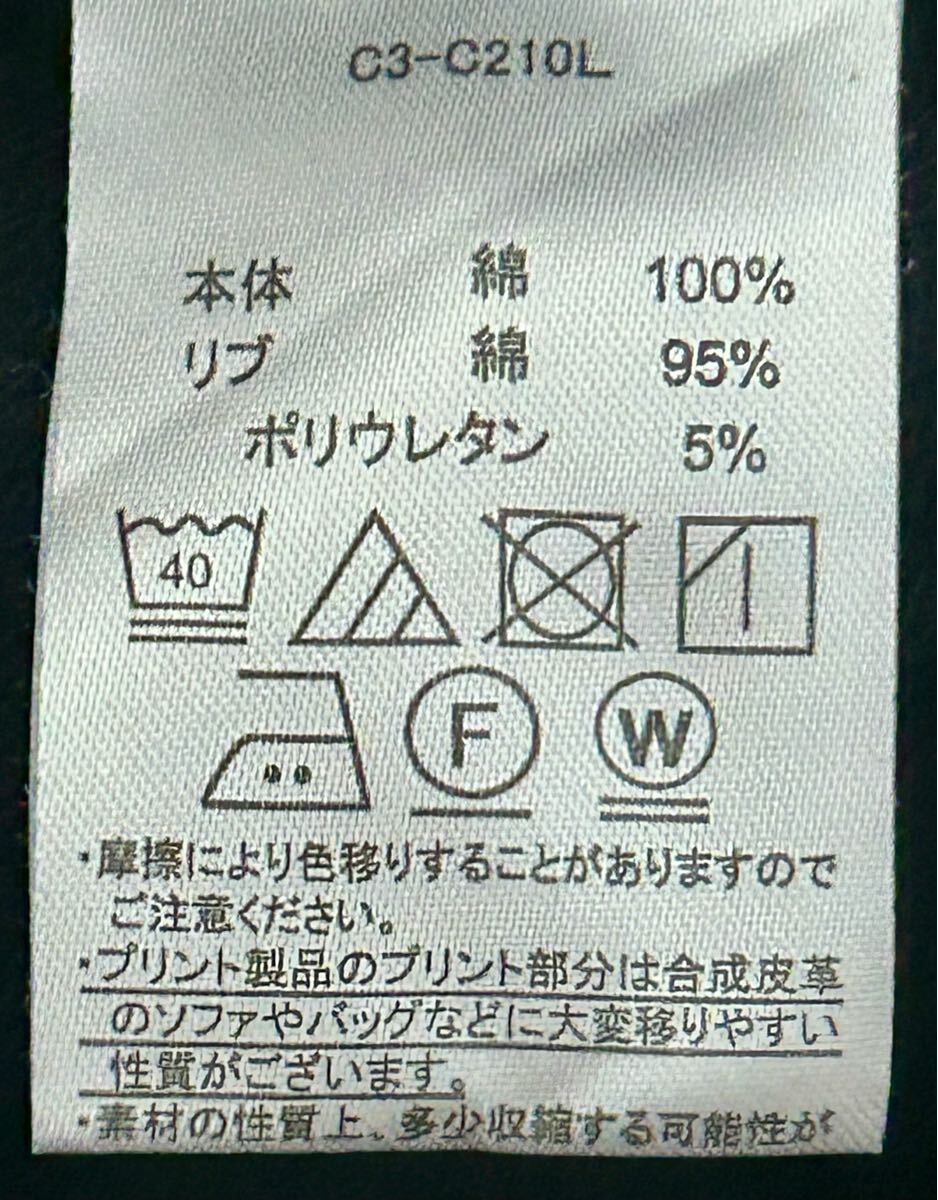 C3-C210L
本体 綿 100%
リブ 綿 95%
ポリウレタン 5%
40
F W
・摩擦により色移りすることがありますので
ご注意ください。
・プリント製品のプリント部分は合成皮革
のソファやバッグなどに大変移りやすい
性質がございます。
・素材の性質上、多少収縮する可能性が